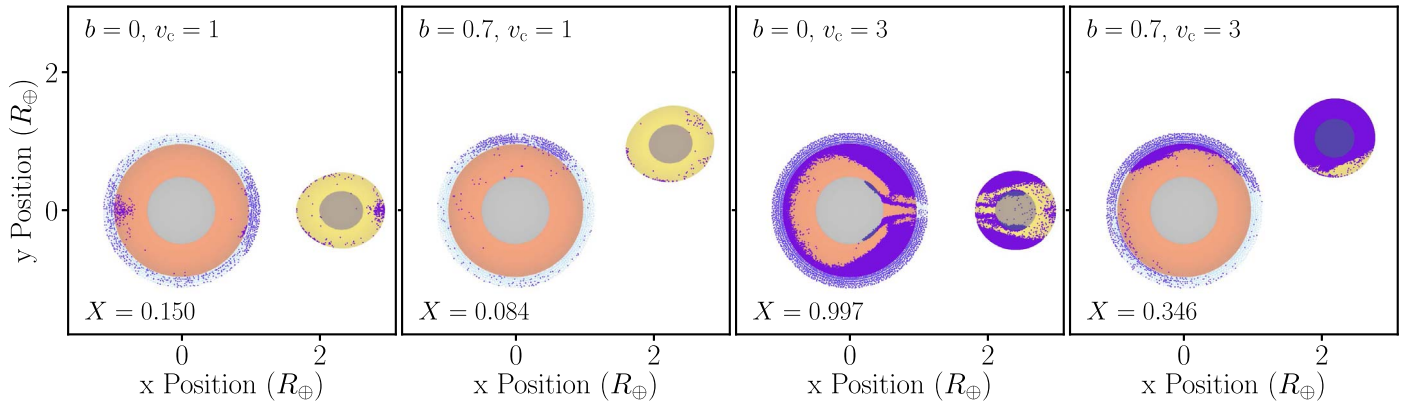 b = 0, v_c = 1
b = 0.7, v_c = 1
b = 0, v_c = 3
b = 0.7, v_c = 3
2
0
y Position (R_⊕)
X = 0.150
X = 0.084
X = 0.997
X = 0.346
0 2
0 2
0 2
0 2
x Position (R_⊕)
x Position (R_⊕)
x Position (R_⊕)
x Position (R_⊕)